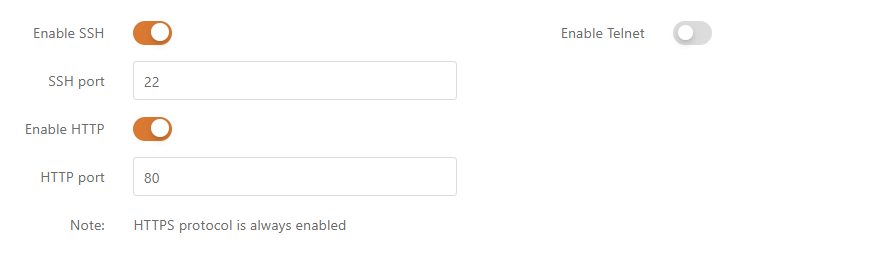 Enable SSH
Enable Telnet
SSH port 22
Enable HTTP
HTTP port 80
Note: HTTPS protocol is always enabled